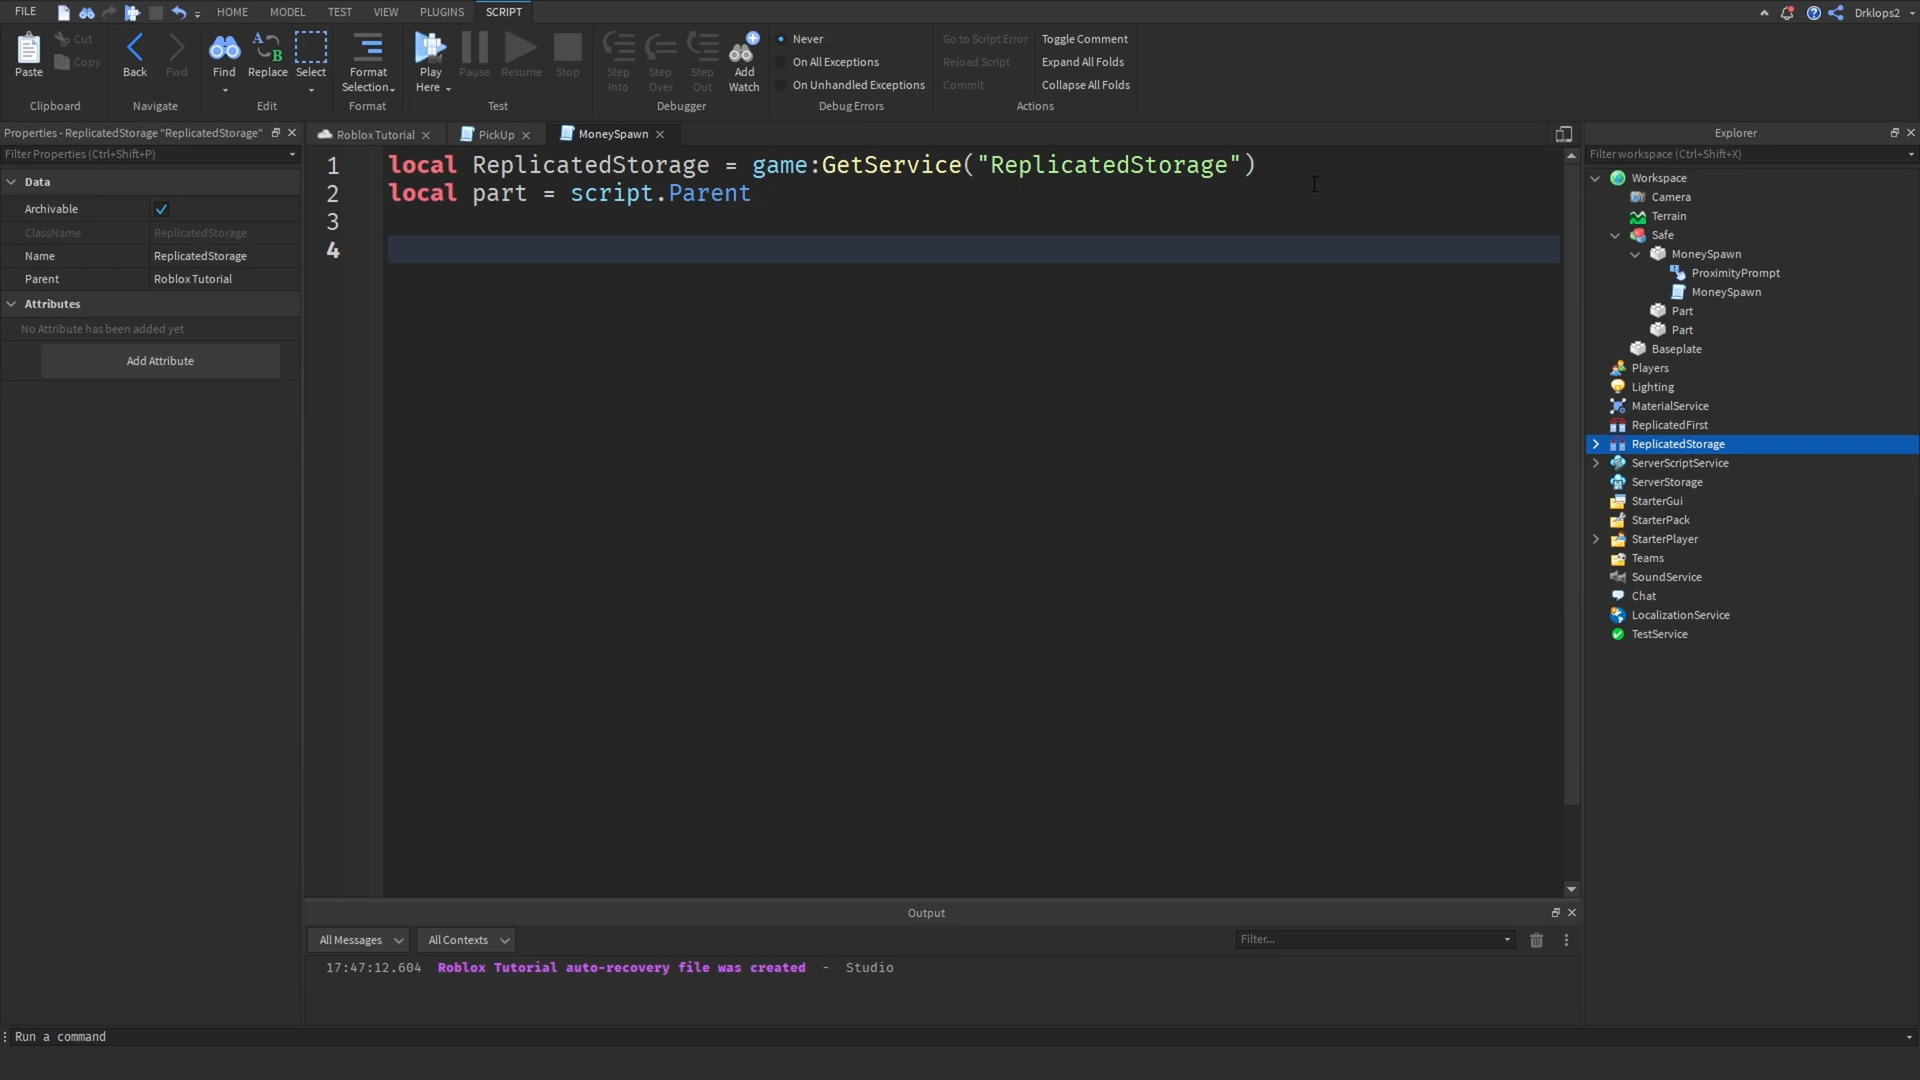 FILE HOME MODEL TEST VIEW PLUGINS SCRIPT Drklops2
Paste Cut Copy
Clipboard
Back Fwd
Navigate
Find Replace Select
Edit
Format Selection
Format
Play Here Pause Resume Stop
Test
Step Into Step Over Step Out Add Watch
Debugger
Never
On All Exceptions
On Unhandled Exceptions
Debug Errors
Go to Script Error Toggle Comment
Reload Script Expand All Folds
Commit Collapse All Folds
Actions
Properties - ReplicatedStorage "ReplicatedStorage"
Filter Properties (Ctrl+Shift+P)
Data
Archivable
ClassName ReplicatedStorage
Name ReplicatedStorage
Parent Roblox Tutorial
Attributes
No Attribute has been added yet
Add Attribute
Roblox Tutorial PickUp MoneySpawn
1 local ReplicatedStorage = game:GetService("ReplicatedStorage")
2 local part = script.Parent
3
4
Output
All Messages All Contexts Filter...
17:47:12.604 Roblox Tutorial auto-recovery file was created - Studio
Run a command
Explorer
Filter workspace (Ctrl+Shift+X)
Workspace
Camera
Terrain
Safe
MoneySpawn
ProximityPrompt
MoneySpawn
Part
Part
Baseplate
Players
Lighting
MaterialService
ReplicatedFirst
ReplicatedStorage
ServerScriptService
ServerStorage
StarterGui
StarterPack
StarterPlayer
Teams
SoundService
Chat
LocalizationService
TestService